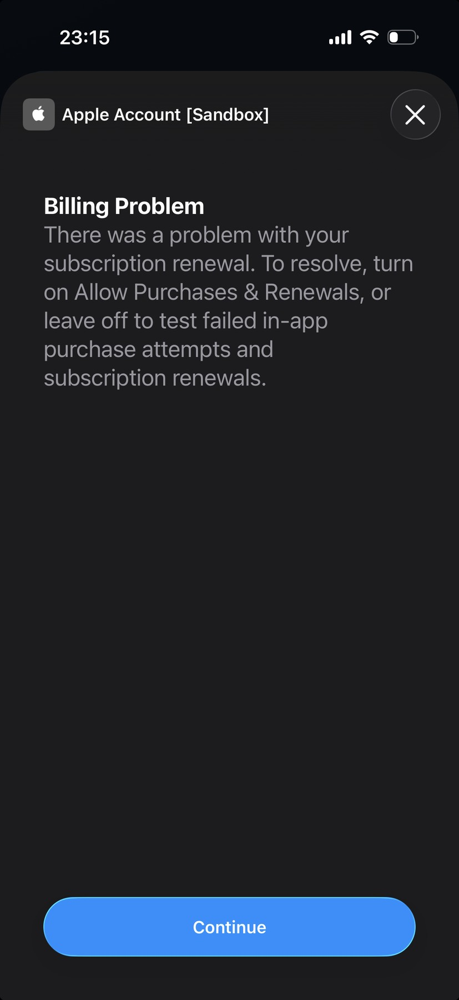 23:15
Apple Account [Sandbox]
Billing Problem
There was a problem with your
subscription renewal. To resolve, turn
on Allow Purchases & Renewals, or
leave off to test failed in-app
purchase attempts and
subscription renewals.
Continue